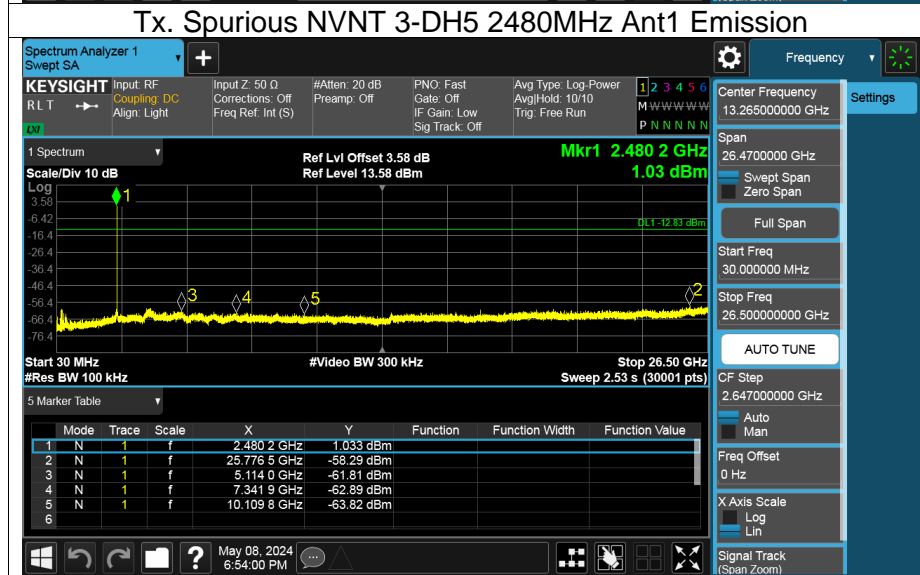 Tx. Spurious NVNT 3-DH5 2480MHz Ant1 Emission
Spectrum Analyzer 1
Swept SA
+
Frequency
KEYSIGHT
R L T
LXI
Input: RF
Coupling: DC
Align: Light
Input Z: 50 Ω
Corrections: Off
Freq Ref: Int (S)
#Atten: 20 dB
Preamp: Off
PNO: Fast
Gate: Off
IF Gain: Low
Sig Track: Off
Avg Type: Log-Power
Avg|Hold: 10/10
Trig: Free Run
1 2 3 4 5 6
M W W W W W
P N N N N N
1 Spectrum
Scale/Div 10 dB
Ref Lvl Offset 3.58 dB
Ref Level 13.58 dBm
Mkr1 2.480 2 GHz
1.03 dBm
Log
3.58
-6.42
-16.4
-26.4
-36.4
-46.4
-56.4
-66.4
-76.4
1
DL1 -12.83 dBm
3
4
5
2
Start 30 MHz
#Video BW 300 kHz
Stop 26.50 GHz
#Res BW 100 kHz
Sweep 2.53 s (30001 pts)
5 Marker Table
Mode Trace Scale X Y Function Function Width Function Value
1 N 1 f 2.480 2 GHz 1.033 dBm
2 N 1 f 25.776 5 GHz -58.29 dBm
3 N 1 f 5.114 0 GHz -61.81 dBm
4 N 1 f 7.341 9 GHz -62.89 dBm
5 N 1 f 10.109 8 GHz -63.82 dBm
6
May 08, 2024
6:54:00 PM
?
Center Frequency
13.265000000 GHz
Settings
Span
26.4700000 GHz
Swept Span
Zero Span
Full Span
Start Freq
30.000000 MHz
Stop Freq
26.500000000 GHz
AUTO TUNE
CF Step
2.647000000 GHz
Auto
Man
Freq Offset
0 Hz
X Axis Scale
Log
Lin
Signal Track
(Span Zoom)